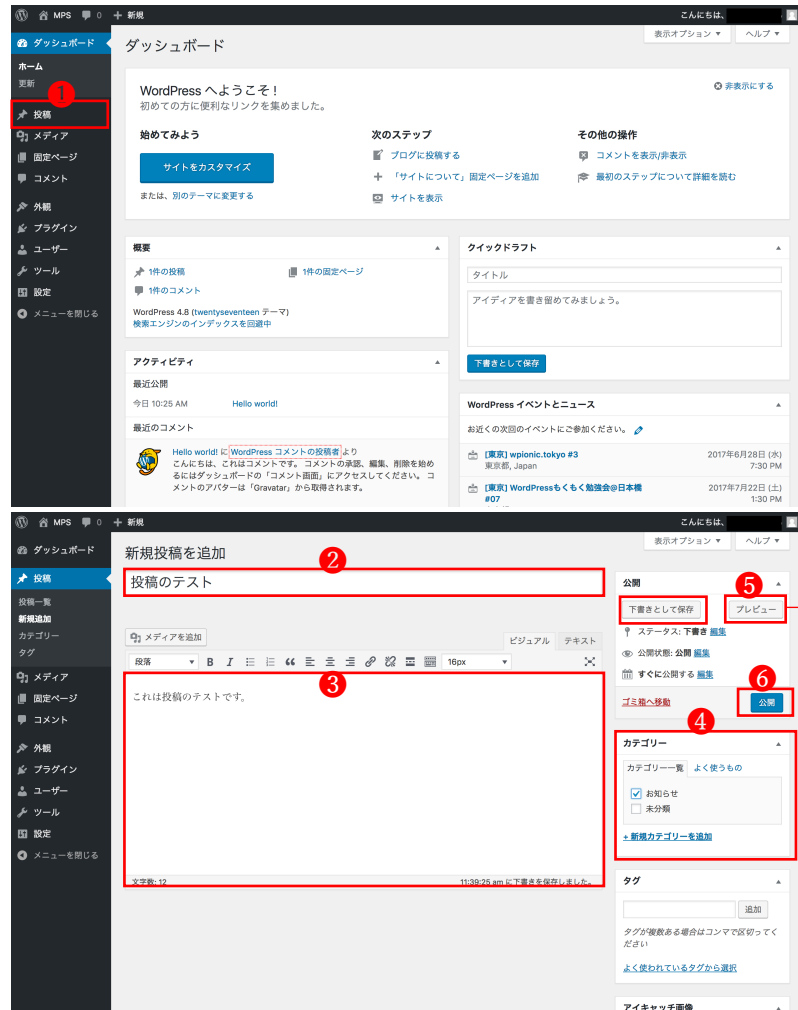 MPS 0 + 新規 こんにちは、
表示オプション ▼ ヘルプ ▼
ダッシュボード
ダッシュボード
ホーム
更新
1
投稿
メディア
固定ページ
コメント
外観
プラグイン
ユーザー
ツール
設定
メニューを閉じる
WordPress へようこそ !
非表示にする
初めての方に便利なリンクを集めました。
始めてみよう
サイトをカスタマイズ
または、別のテーマに変更する
次のステップ
ブログに投稿する
「サイトについて」固定ページを追加
サイトを表示
その他の操作
コメントを表示/非表示
最初のステップについて詳細を読む
概要
1件の投稿
1件の固定ページ
1件のコメント
WordPress 4.8 (twentyseventeen テーマ)
検索エンジンのインデックスを回避中
アクティビティ
最近公開
今日 10:25 AM Hello world!
最近のコメント
Hello world! に WordPress コメントの投稿者 より
こんにちは、これはコメントです。 コメントの承認、編集、削除を始め
るにはダッシュボードの「コメント画面」にアクセスしてください。 コ
メントのアバターは「Gravatar」から取得されます。
クイックドラフト
タイトル
アイディアを書き留めてみましょう。
下書きとして保存
WordPress イベントとニュース
お近くの次回のイベントにご参加ください。
[東京] wpionic.tokyo #3 2017年6月28日 (水)
東京都, Japan 7:30 PM
[東京] WordPressもくもく勉強会@日本橋 2017年7月22日 (土)
#07 1:30 PM
MPS 0 + 新規 こんにちは、
表示オプション ▼ ヘルプ ▼
ダッシュボード
投稿
投稿一覧
新規追加
カテゴリー
タグ
メディア
固定ページ
コメント
外観
プラグイン
ユーザー
ツール
設定
メニューを閉じる
新規投稿を追加
2
投稿のテスト
メディアを追加
ビジュアル テキスト
段落 B I 16px
3
これは投稿のテストです。
文字数: 12 11:39:25 am に下書きを保存しました。
公開
5
下書きとして保存 プレビュー
ステータス: 下書き 編集
公開状態: 公開 編集
すぐに公開する 編集
6
ゴミ箱へ移動 公開
4
カテゴリー
カテゴリー一覧 よく使うもの
お知らせ
未分類
+ 新規カテゴリーを追加
タグ
追加
タグが複数ある場合はコンマで区切ってく
ださい
よく使われているタグから選択
アイキャッチ画像